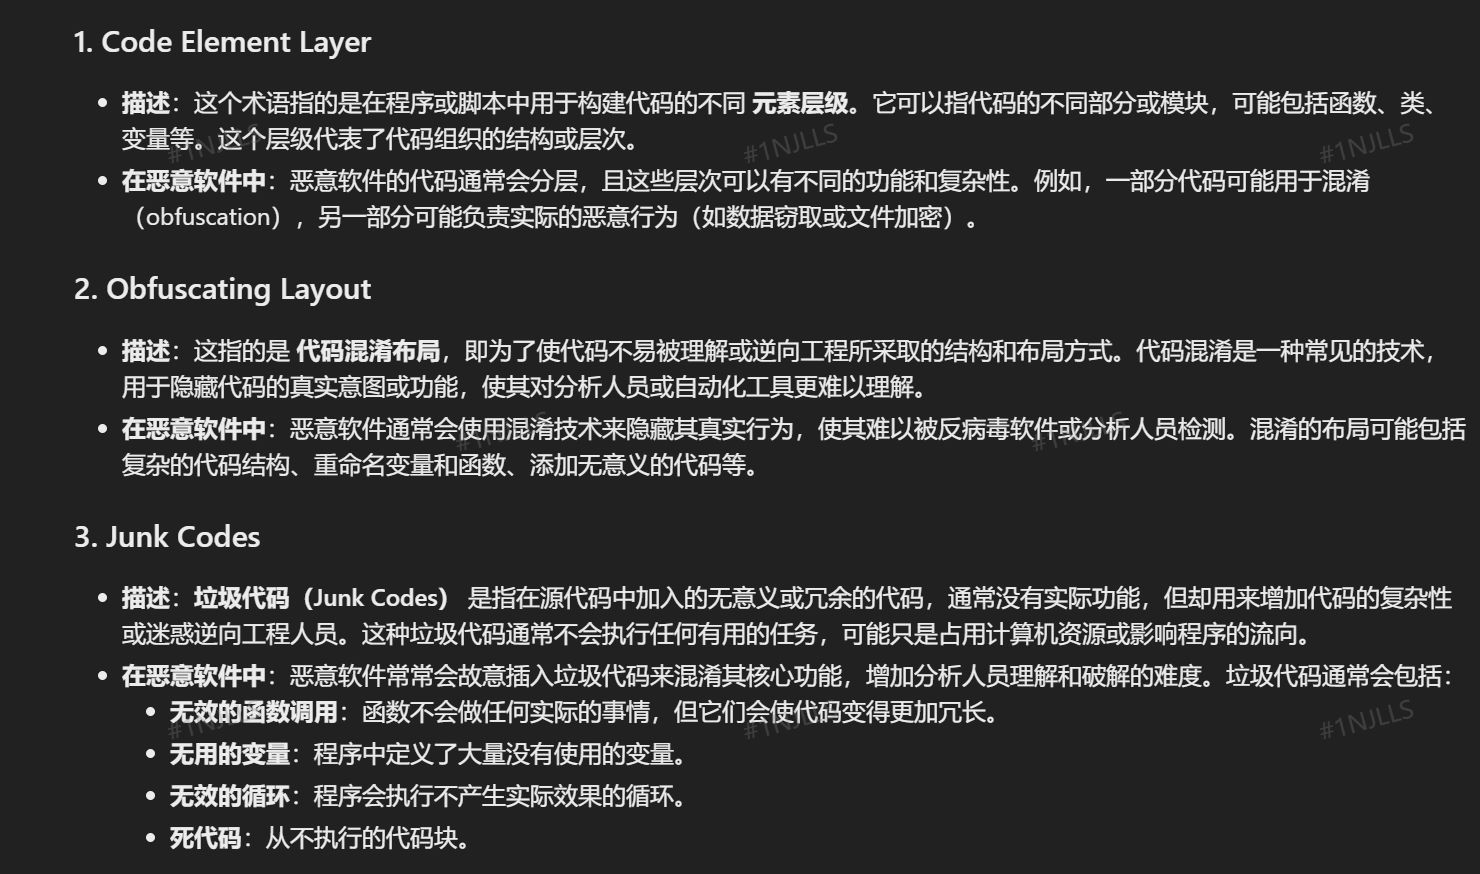 1. Code Element Layer
• 描述：这个术语指的是在程序或脚本中用于构建代码的不同 元素层级。它可以指代码的不同部分或模块，可能包括函数、类、
变量等。这个层级代表了代码组织的结构或层次。
#1NJLLS #1NJLLS #1NJLLS
• 在恶意软件中：恶意软件的代码通常会分层，且这些层次可以有不同的功能和复杂性。例如，一部分代码可能用于混淆
（obfuscation），另一部分可能负责实际的恶意行为（如数据窃取或文件加密）。
2. Obfuscating Layout
• 描述：这指的是 代码混淆布局，即为了使代码不易被理解或逆向工程所采取的结构和布局方式。代码混淆是一种常见的技术，
用于隐藏代码的真实意图或功能，使其对分析人员或自动化工具更难以理解。
• 在恶意软件中：恶意软件通常会使用混淆技术来隐藏其真实行为，使其难以被反病毒软件或分析人员检测。混淆的布局可能包括
#1NJLLS #1NJLLS
复杂的代码结构、重命名变量和函数、添加无意义的代码等。
3. Junk Codes
• 描述：垃圾代码（Junk Codes） 是指在源代码中加入的无意义或冗余的代码，通常没有实际功能，但却用来增加代码的复杂性
或迷惑逆向工程人员。这种垃圾代码通常不会执行任何有用的任务，可能只是占用计算机资源或影响程序的流向。
• 在恶意软件中：恶意软件常常会故意插入垃圾代码来混淆其核心功能，增加分析人员理解和破解的难度。垃圾代码通常会包括：
• 无效的函数调用：函数不会做任何实际的事情，但它们会使代码变得更加冗长。
#1NJLLS #1NJLLS #1NJLLS
• 无用的变量：程序中定义了大量没有使用的变量。
• 无效的循环：程序会执行不产生实际效果的循环。
• 死代码：从不执行的代码块。